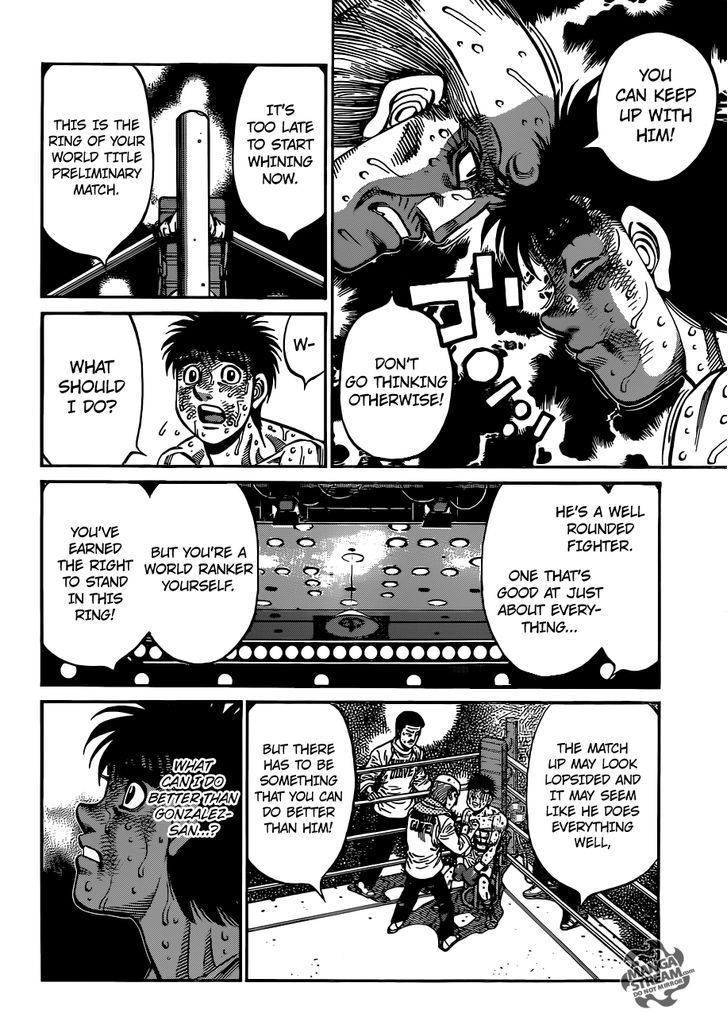 YOU
CAN KEEP
UP WITH
HIM!
ゴンッ
DON'T
GO THINKING
OTHERWISE!
IT'S
TOO LATE
TO START
WHINING
NOW.
THIS IS THE
RING OF YOUR
WORLD TITLE
PRELIMINARY
MATCH.
W-
WHAT
SHOULD
I DO?
HE'S A WELL
ROUNDED
FIGHTER.
ONE THAT'S
GOOD AT JUST
ABOUT EVERY-
THING...
BUT YOU'RE A
WORLD RANKER
YOURSELF.
YOU'VE
EARNED
THE RIGHT
TO STAND
IN THIS
RING!
THE MATCH
UP MAY LOOK
LOPSIDED AND
IT MAY SEEM
LIKE HE DOES
EVERYTHING
WELL,
BUT THERE
HAS TO BE
SOMETHING
THAT YOU
CAN DO
BETTER
THAN HIM!
WHAT
CAN I DO
BETTER THAN
GONZALEZ-
SAN...?
MANGA
STREAM.com
DO NOT MIRROR